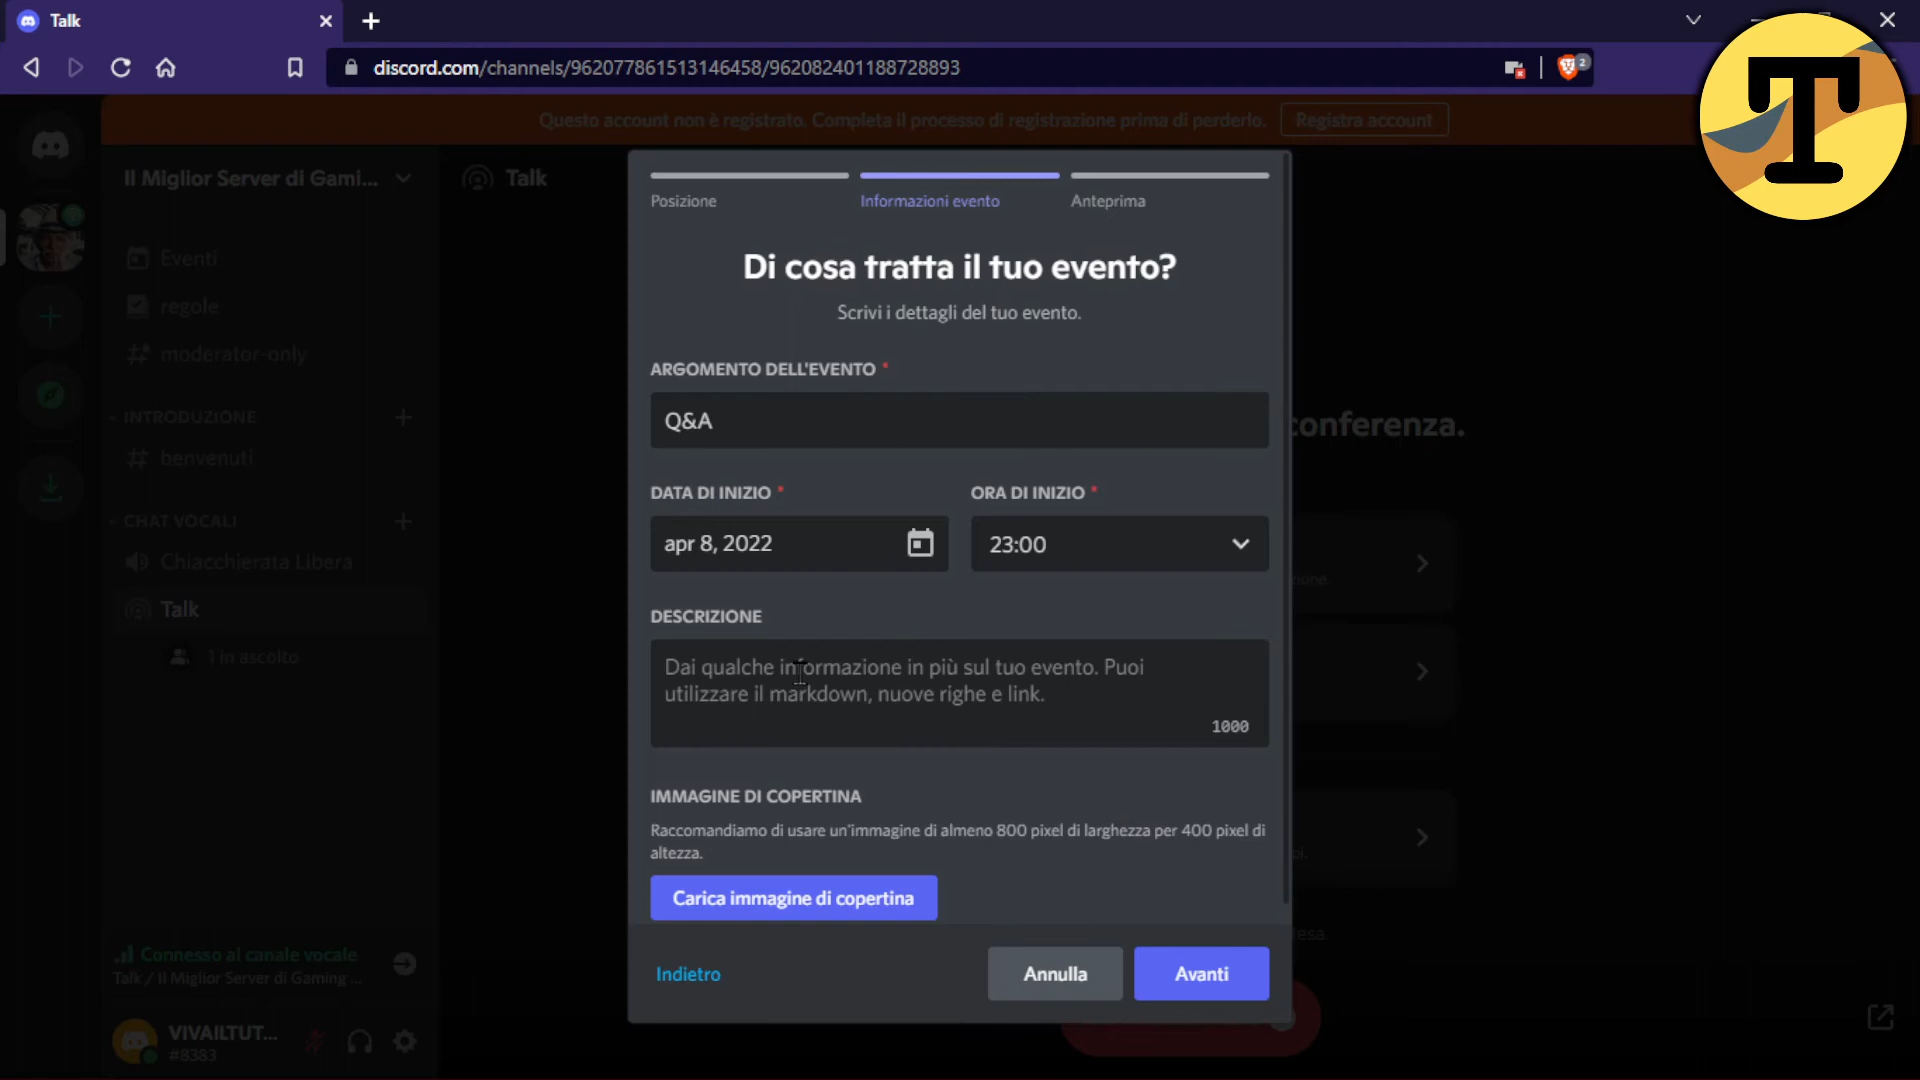 Talk
discord.com/channels/962077861513146458/962082401188728893
2
T
Questo account non è registrato. Completa il processo di registrazione prima di perderlo.
Registra account
Il Miglior Server di Gami...
Talk
Eventi
regole
moderator-only
INTRODUZIONE
benvenuti
CHAT VOCALI
Chiacchierata Libera
Talk
1 in ascolto
Connesso al canale vocale
Talk / Il Miglior Server di Gaming ...
VIVAILTUT...
#8383
Posizione
Informazioni evento
Anteprima
Di cosa tratta il tuo evento?
Scrivi i dettagli del tuo evento.
ARGOMENTO DELL'EVENTO *
Q&A
DATA DI INIZIO *
ORA DI INIZIO *
apr 8, 2022
23:00
DESCRIZIONE
Dai qualche informazione in più sul tuo evento. Puoi
utilizzare il markdown, nuove righe e link.
1000
IMMAGINE DI COPERTINA
Raccomandiamo di usare un'immagine di almeno 800 pixel di larghezza per 400 pixel di
altezza.
Carica immagine di copertina
Indietro
Annulla
Avanti
conferenza.